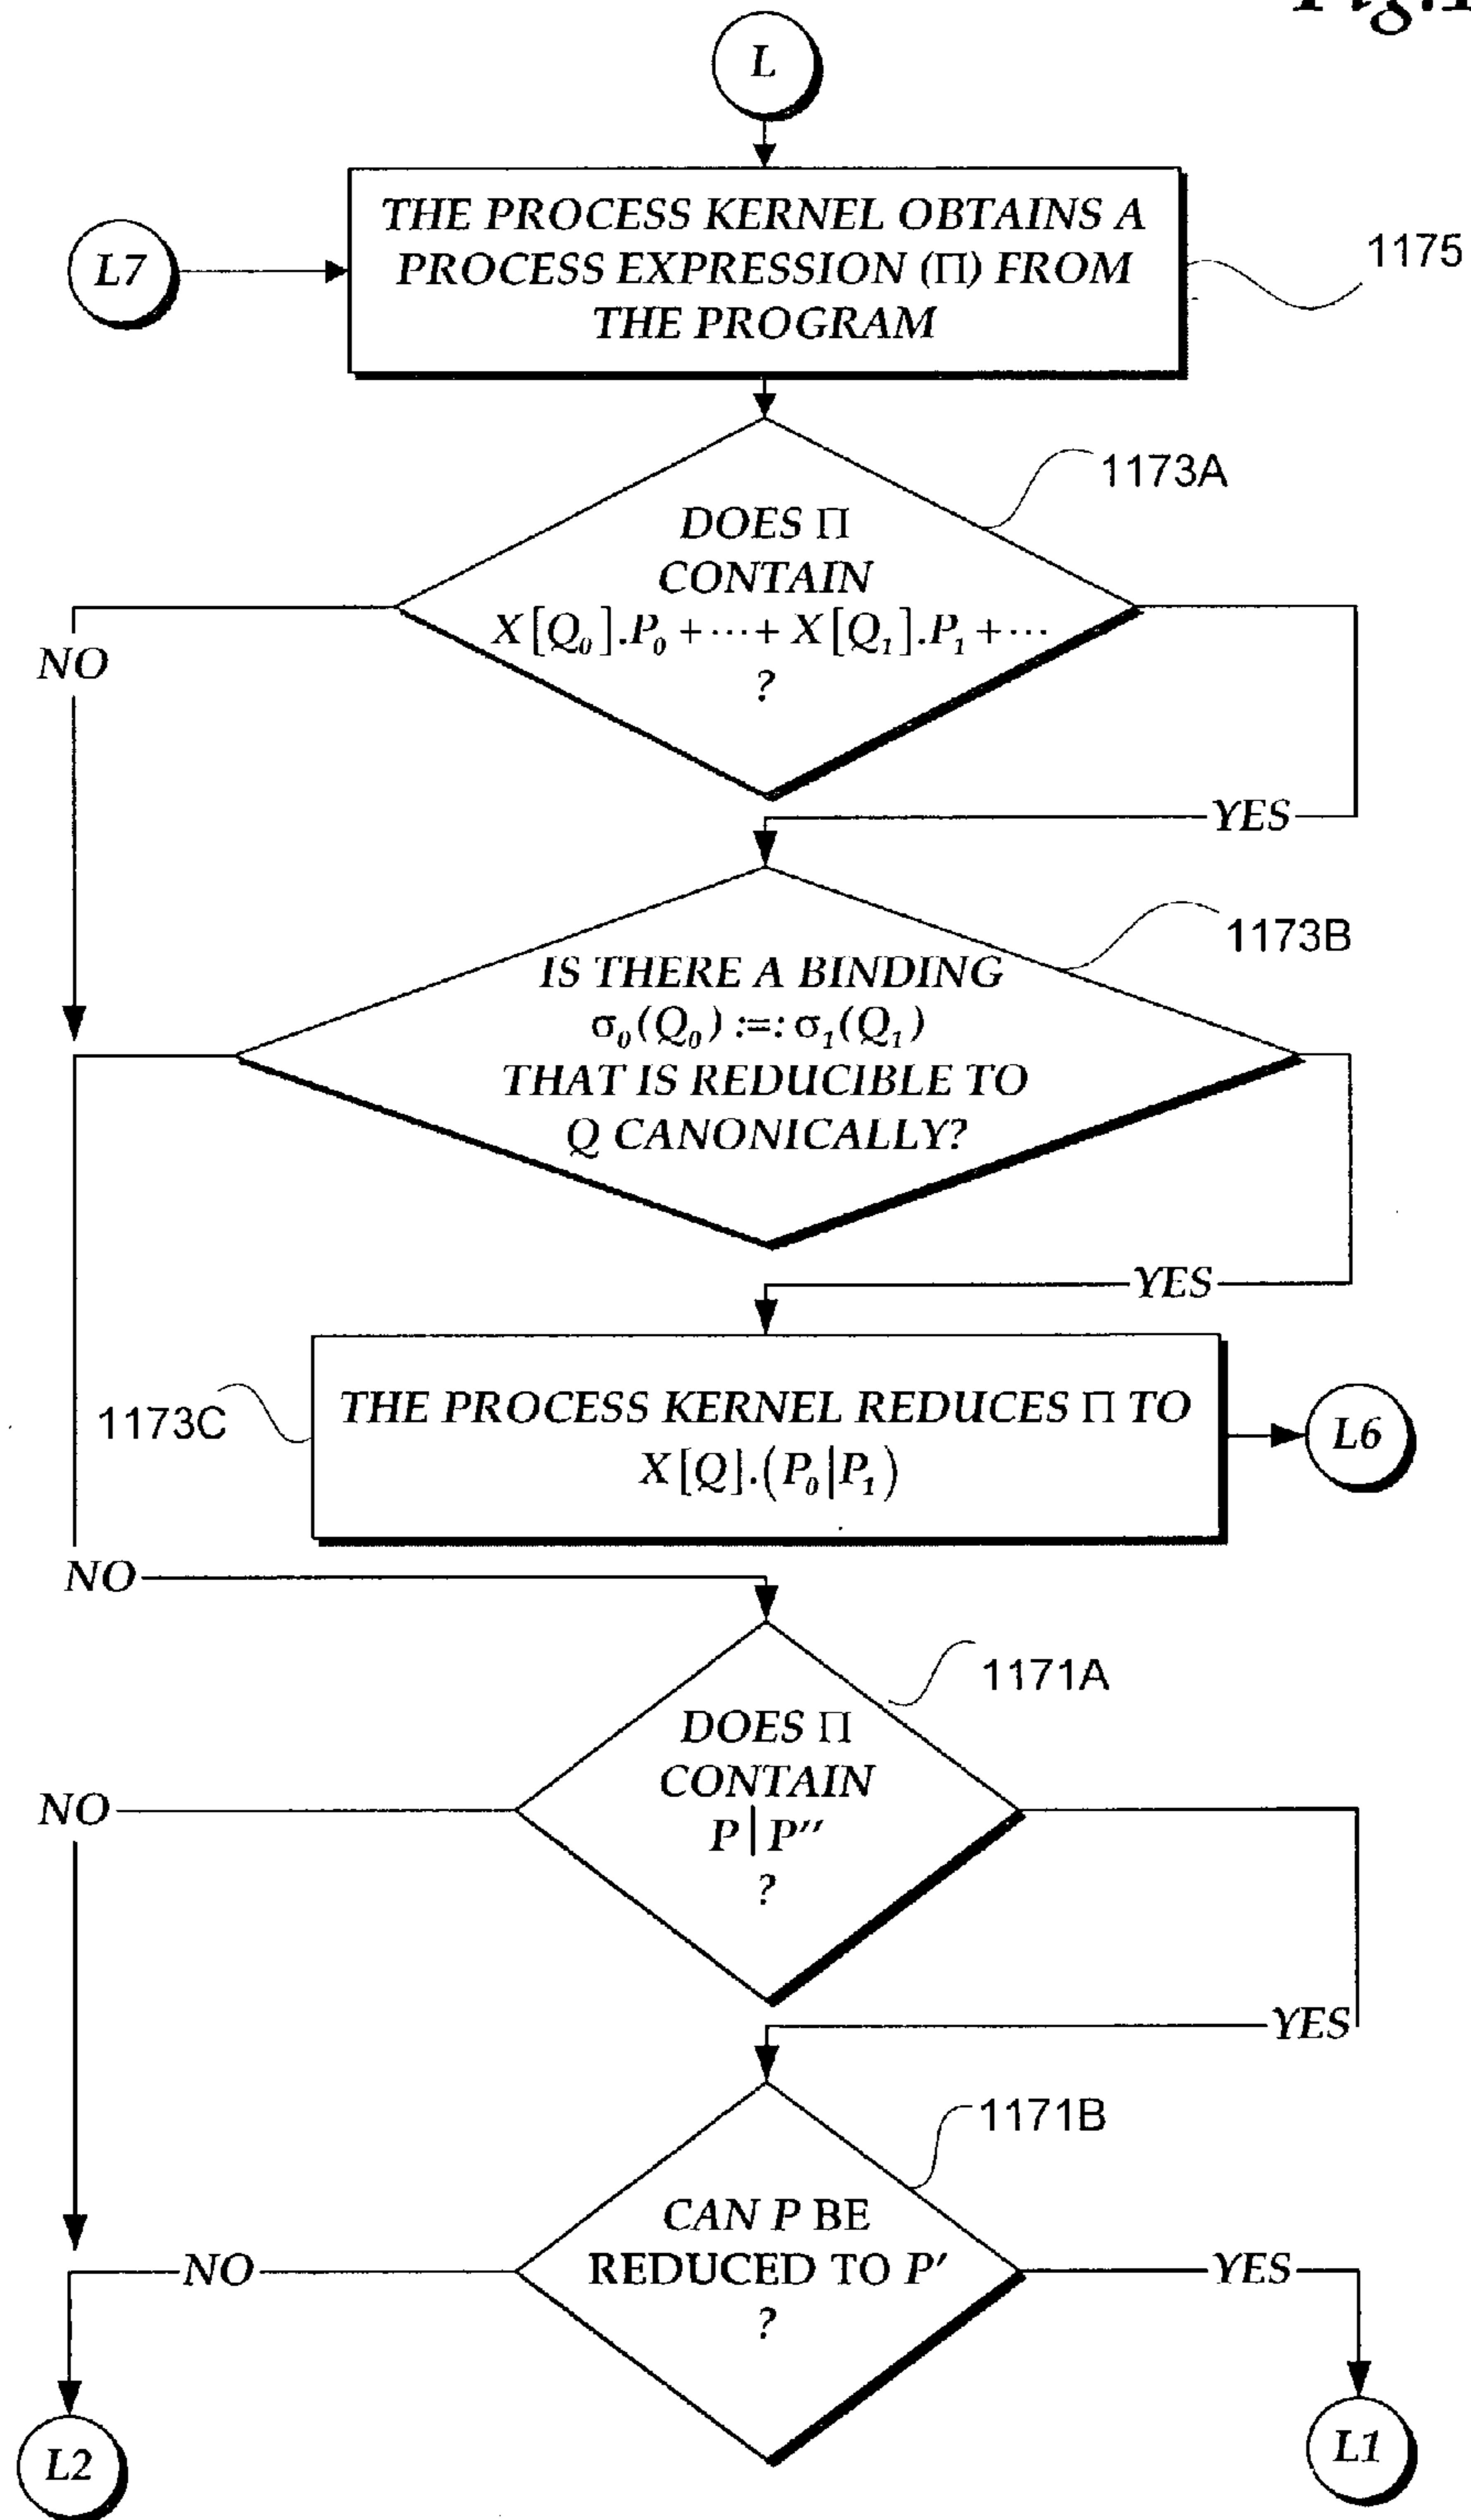 Fig.1
L
THE PROCESS KERNEL OBTAINS A
PROCESS EXPRESSION (Π) FROM
THE PROGRAM
L7
1175
1173A
DOES Π
CONTAIN
X[Q₀].P₀ +···+ X[Q₁].P₁ +···
?
NO
YES
1173B
IS THERE A BINDING
σ₀(Q₀) :=: σ₁(Q₁)
THAT IS REDUCIBLE TO
Q CANONICALLY?
YES
1173C
THE PROCESS KERNEL REDUCES Π TO
X[Q].(P₀|P₁)
L6
NO
1171A
DOES Π
CONTAIN
P|P″
?
NO
YES
1171B
CAN P BE
REDUCED TO P′
?
NO
YES
L2
L1